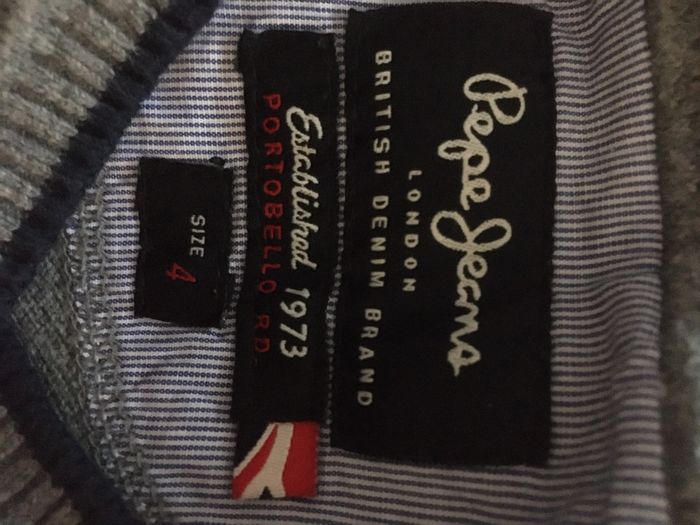 Pepe Jeans
LONDON
BRITISH DENIM BRAND
Established 1973
PORTOBELLO RD.
SIZE 4